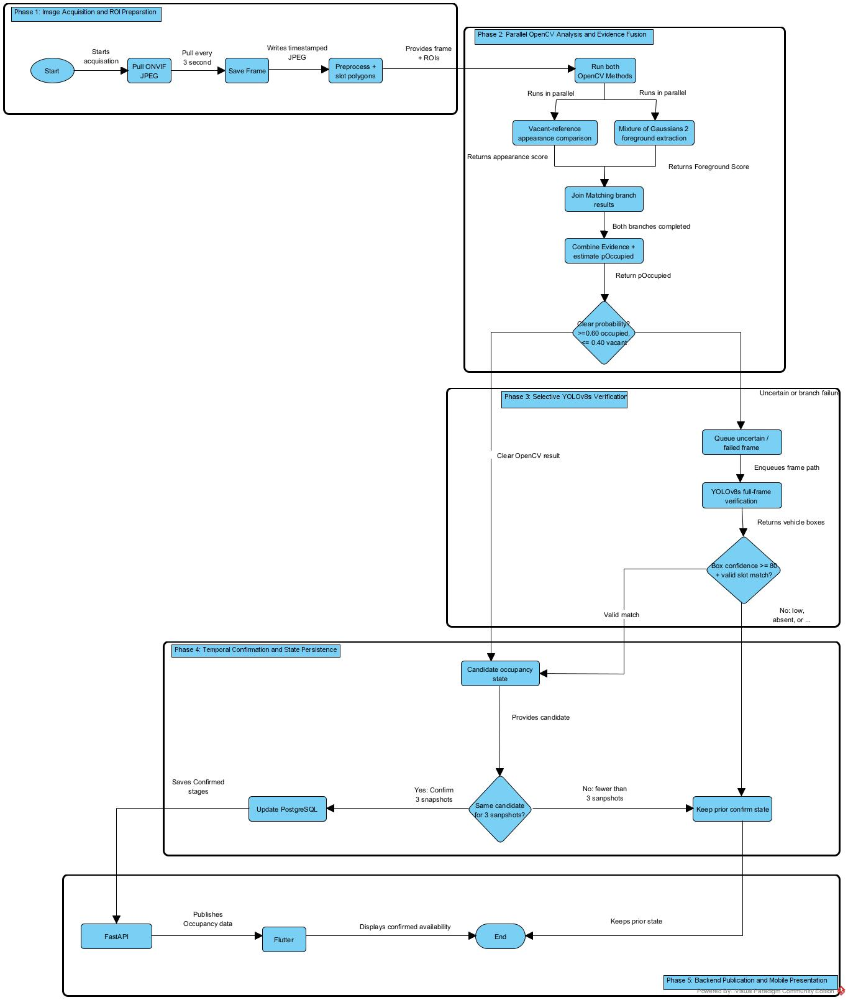 Phase 1: Image Acquisition and ROI Preparation
Starts
acquisation
Pull every
3 second
Writes timestamped
JPEG
Provides frame
+ ROIs
Start
Pull ONVIF
JPEG
Save Frame
Preprocess +
slot polygons
Phase 2: Parallel OpenCV Analysis and Evidence Fusion
Run both
OpenCV Methods
Runs in parallel
Runs in parallel
Vacant-reference
appearance comparison
Mixture of Gaussians 2
foreground extraction
Returns appearance score
Returns Foreground Score
Join Matching branch
results
Both branches completed
Combine Evidence +
estimate pOccupied
Return pOccupied
Clear probability?
>=0.60 occupied,
<= 0.40 vacant
Phase 3: Selective YOLOv8s Verification
Uncertain or branch failure
Queue uncertain /
failed frame
Clear OpenCV result
Enqueues frame path
YOLOv8s full-frame
verification
Returns vehicle boxes
Box confidence >= 80
+ valid slot match?
Valid match
No: low,
absent, or ...
Phase 4: Temporal Confirmation and State Persistence
Candidate occupancy
state
Provides candidate
Saves Confirmed
stages
Yes: Confirm
3 snapshots
No: fewer than
3 sanpshots
Update PostgreSQL
Same candidate
for 3 sanpshots?
Keep prior confirm state
Publishes
Occupancy data
Displays confirmed availability
Keeps prior state
FastAPI
Flutter
End
Phase 5: Backend Publication and Mobile Presentation
Powered By: Visual Paradigm Community Edition